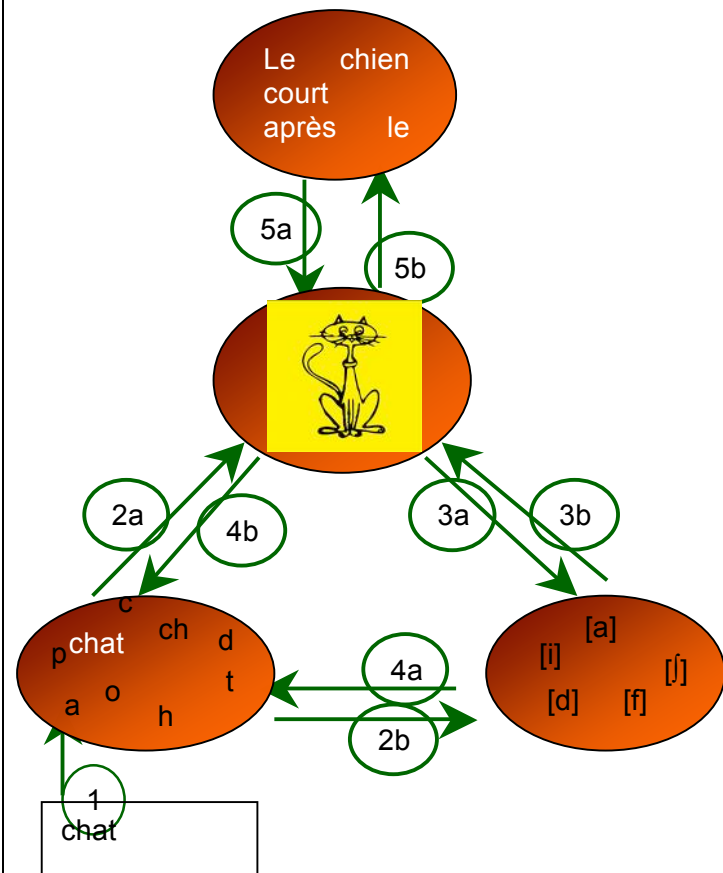 Le chien
court
après le
5a
5b
2a
4b
3a
3b
c
chat
ch
d
p
t
a
o
h
4a
2b
[a]
[i]
[ʃ]
[d]
[f]
1
chat